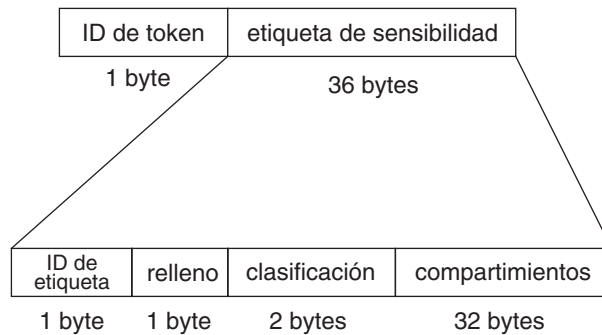 ID de token
etiqueta de sensibilidad
1 byte
36 bytes
ID de
etiqueta
relleno
clasificación
compartimientos
1 byte
1 byte
2 bytes
32 bytes